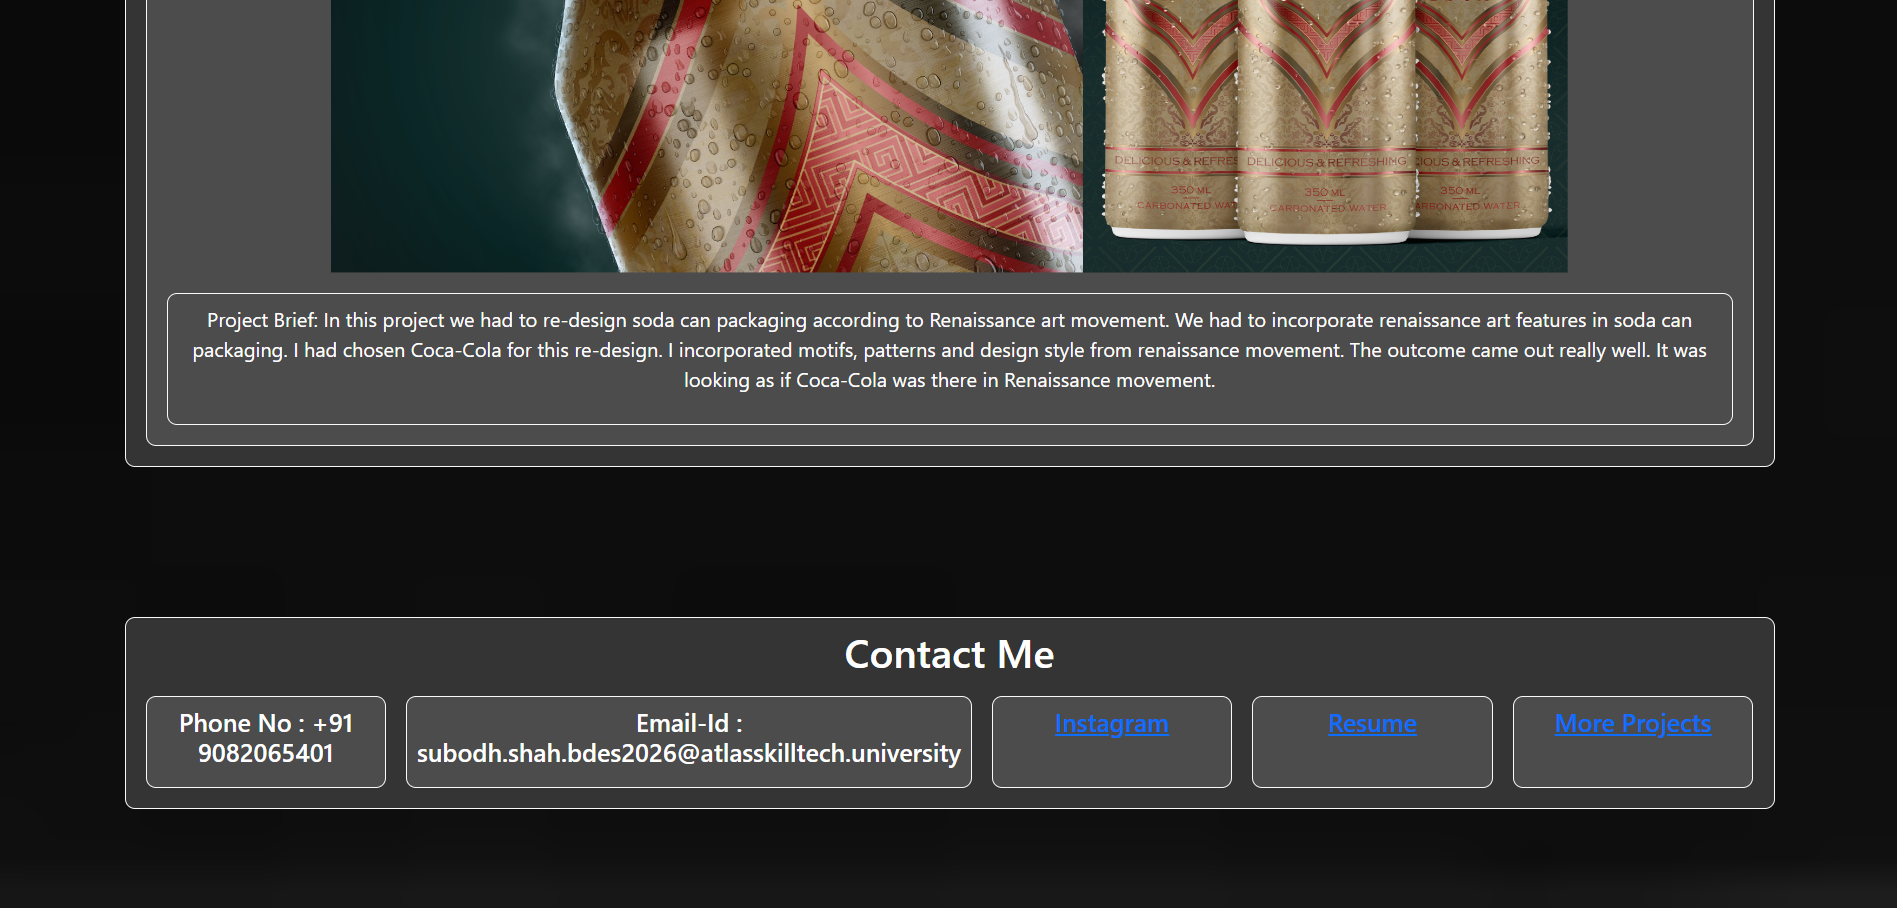 DELICIOUS & REFRES DELICIOUS & REFRESHING CIOUS & REFRESHING
350 ML 350 ML 350 ML
CARBONATED WAT CARBONATED WATER ARBONATED WATER
Project Brief: In this project we had to re-design soda can packaging according to Renaissance art movement. We had to incorporate renaissance art features in soda can
packaging. I had chosen Coca-Cola for this re-design. I incorporated motifs, patterns and design style from renaissance movement. The outcome came out really well. It was
looking as if Coca-Cola was there in Renaissance movement.
Contact Me
Phone No : +91
9082065401
Email-Id :
subodh.shah.bdes2026@atlasskilltech.university
Instagram
Resume
More Projects